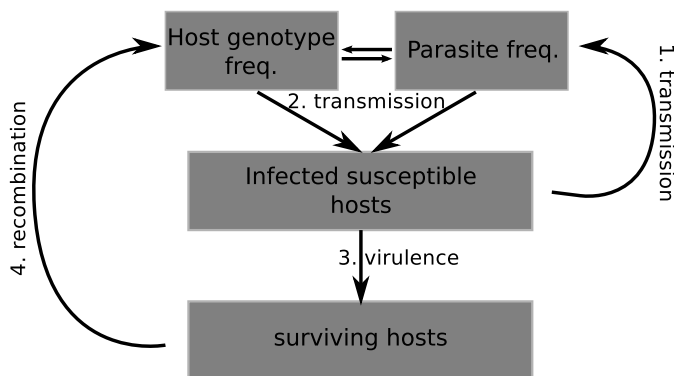 Host genotype
freq.
Parasite freq.
1. transmission
2. transmission
Infected susceptible
hosts
3. virulence
4. recombination
surviving hosts